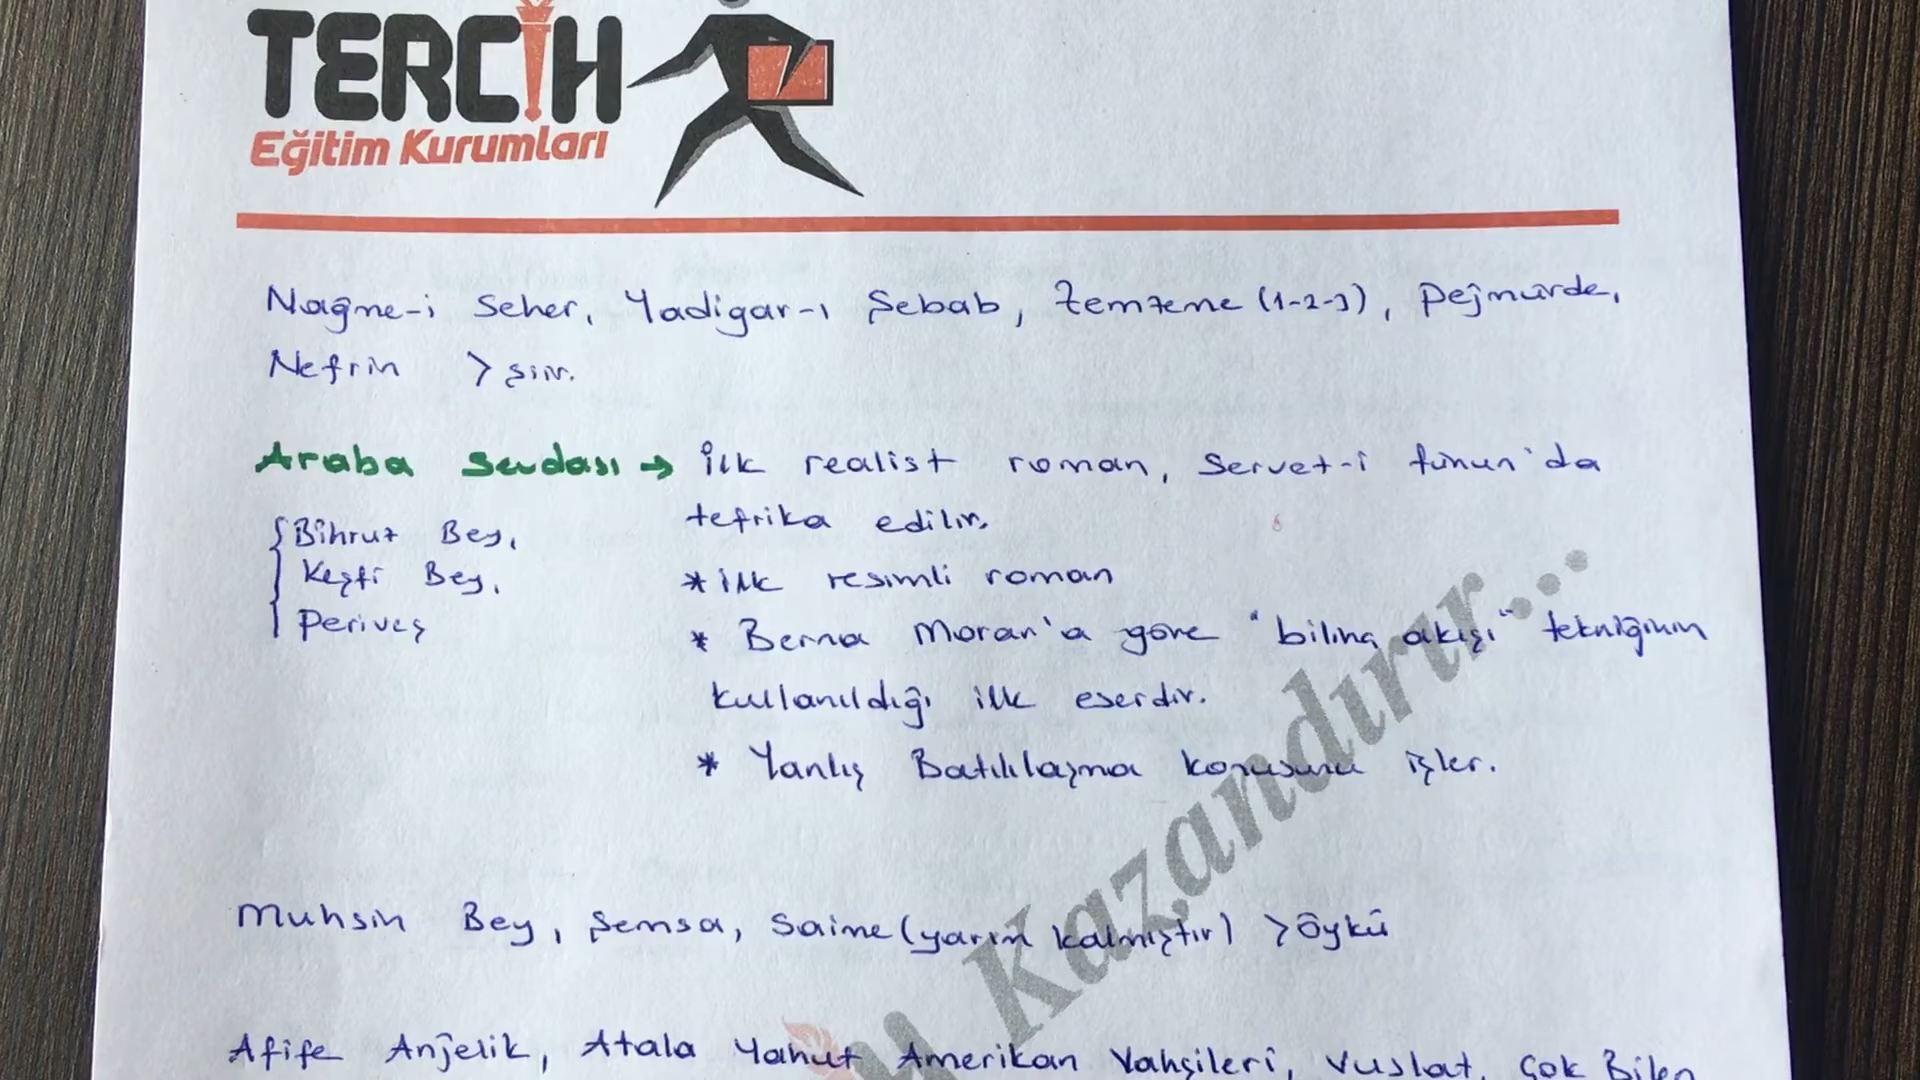 TERCİH
Eğitim Kurumları
Nağme-i Seher, Yadigar-ı Şebab, Zemzeme (1-2-3), Pejmürde,
Nefrin > şiir.
Araba Sevdası → İlk realist roman, Servet-i fünun'da
tefrika edilir.
{ Bihruz Bey,
Keşfi Bey,
Periveş
* ilk resimli roman
* Berna Moran'a göre "bilinç akışı" tekniğinin
kullanıldığı ilk eserdir.
* Yanlış Batılılaşma konusunu işler.
Muhsin Bey, Şemsa, Saime (yarım kalmıştır) > Öykü
Afife Anjelik, Atala Yahut Amerikan Vahşileri, Vuslat, Çok Bilen
Kazandırır...